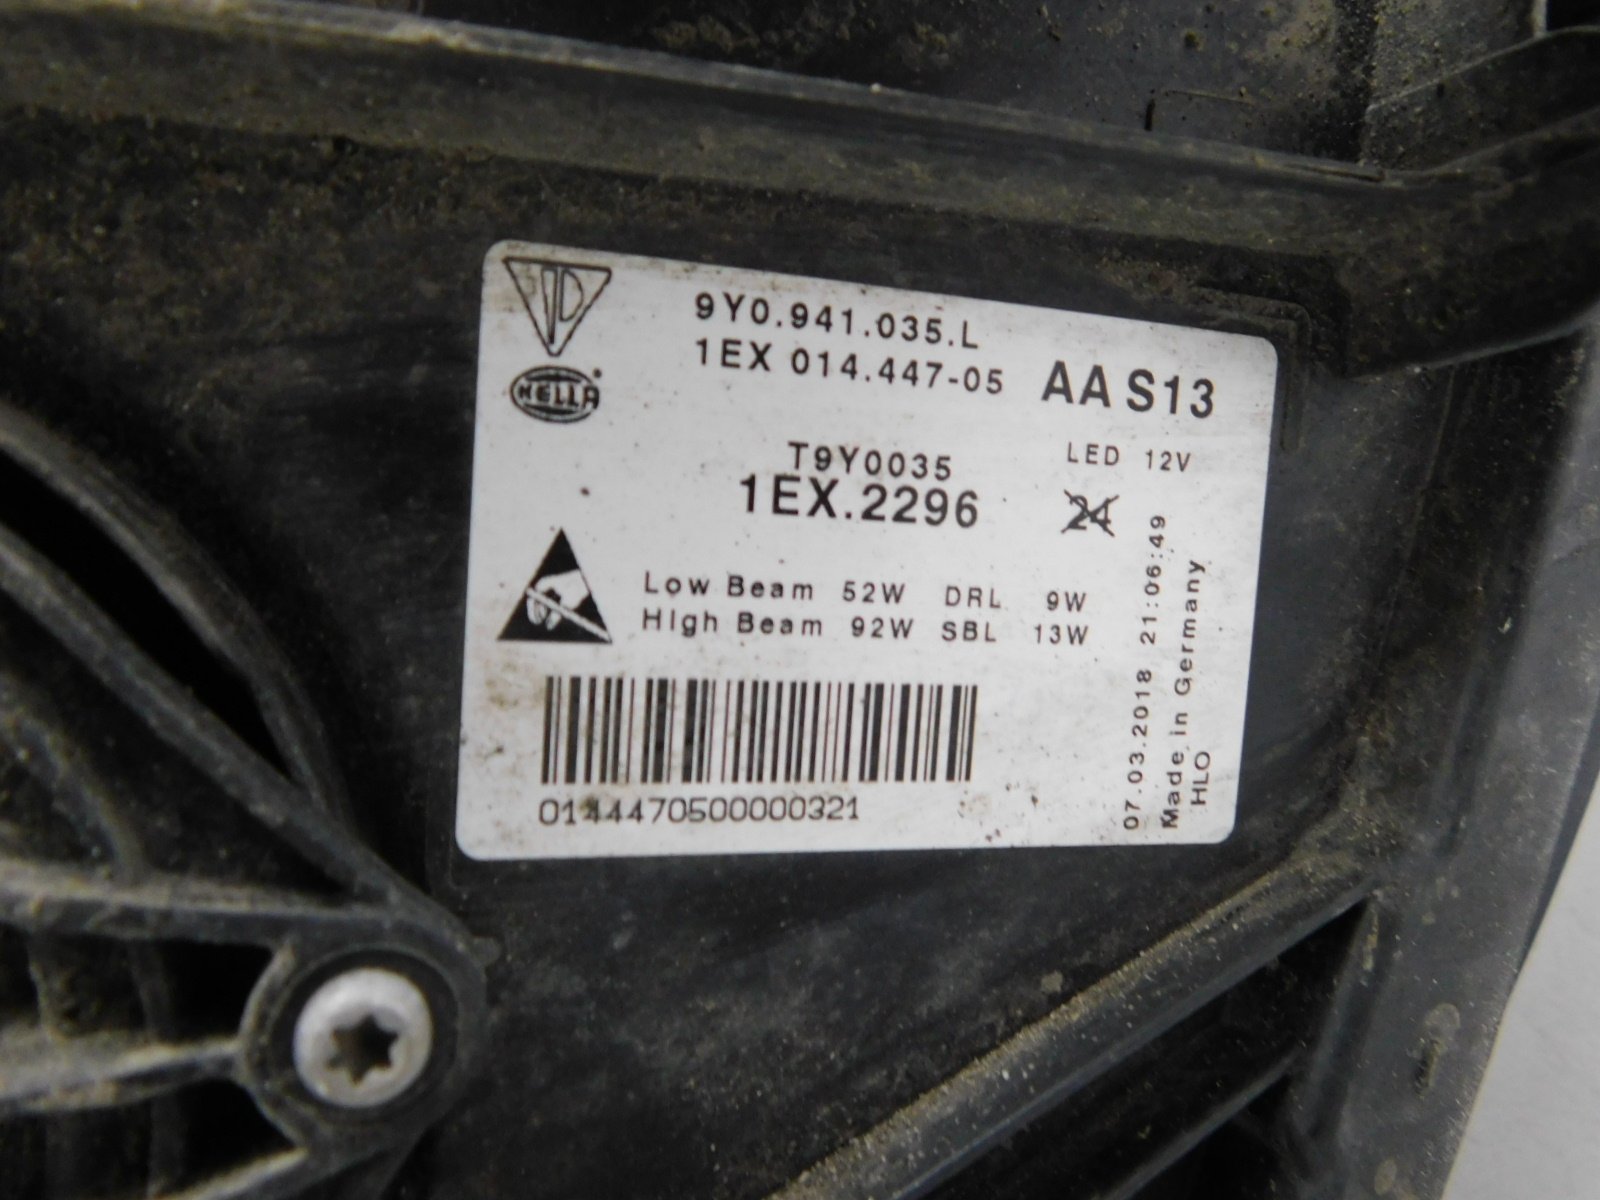 9Y0.941.035.L
1EX 014.447-05
AA S13
HELLA
T9Y0035
LED 12V
1EX.2296
24
Low Beam 52W DRL 9W
High Beam 92W SBL 13W
01444470500000321
07.03.2018 21:06:49
Made in Germany
HLO